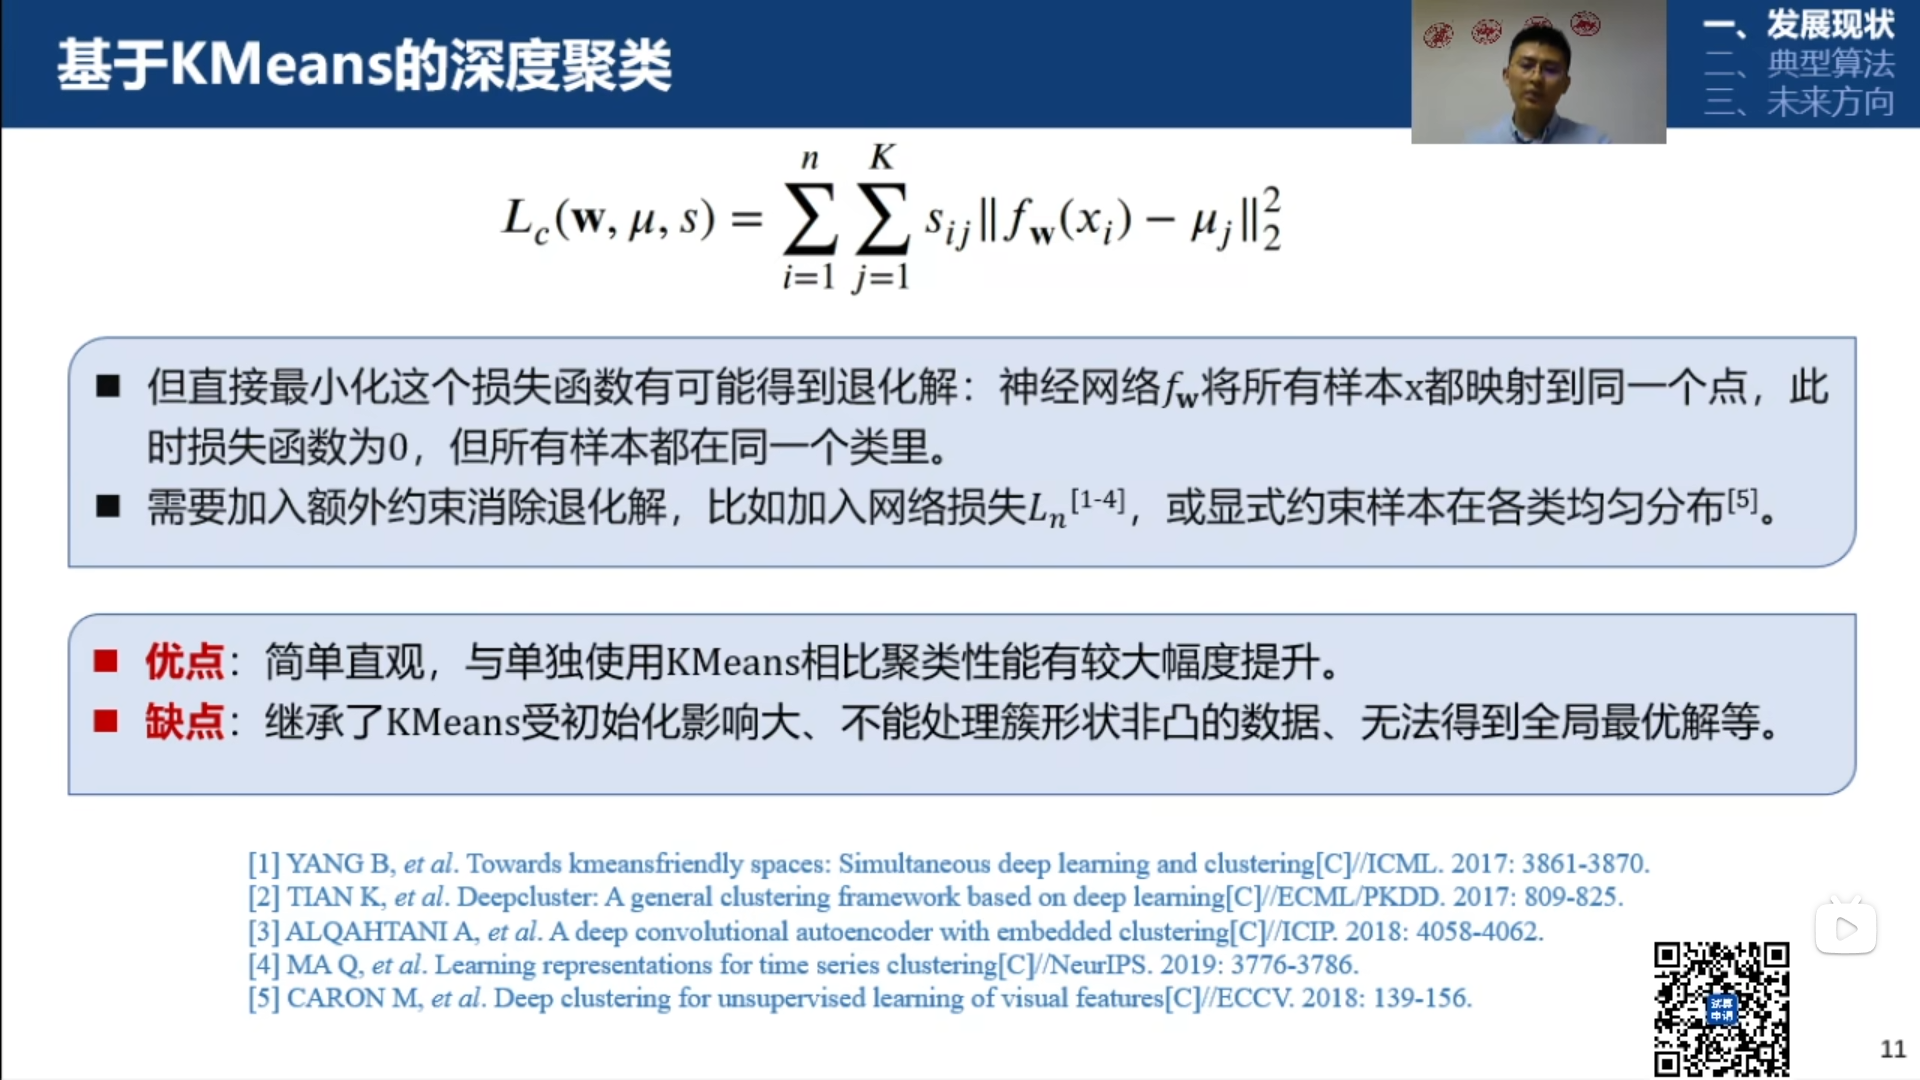 基于KMeans的深度聚类
一、发展现状
二、典型算法
三、未来方向
L_c(w, μ, s) = ∑_{i=1}^{n} ∑_{j=1}^{K} s_{ij} ‖f_w(x_i) − μ_j‖_2^2
■ 但直接最小化这个损失函数有可能得到退化解：神经网络f_w将所有样本x都映射到同一个点，此
时损失函数为0，但所有样本都在同一个类里。
■ 需要加入额外约束消除退化解，比如加入网络损失L_n[1-4]，或显式约束样本在各类均匀分布[5]。
■ 优点：简单直观，与单独使用KMeans相比聚类性能有较大幅度提升。
■ 缺点：继承了KMeans受初始化影响大、不能处理簇形状非凸的数据、无法得到全局最优解等。
[1] YANG B, et al. Towards kmeansfriendly spaces: Simultaneous deep learning and clustering[C]//ICML. 2017: 3861-3870.
[2] TIAN K, et al. Deepcluster: A general clustering framework based on deep learning[C]//ECML/PKDD. 2017: 809-825.
[3] ALQAHTANI A, et al. A deep convolutional autoencoder with embedded clustering[C]//ICIP. 2018: 4058-4062.
[4] MA Q, et al. Learning representations for time series clustering[C]//NeurIPS. 2019: 3776-3786.
[5] CARON M, et al. Deep clustering for unsupervised learning of visual features[C]//ECCV. 2018: 139-156.
试算
申请
11